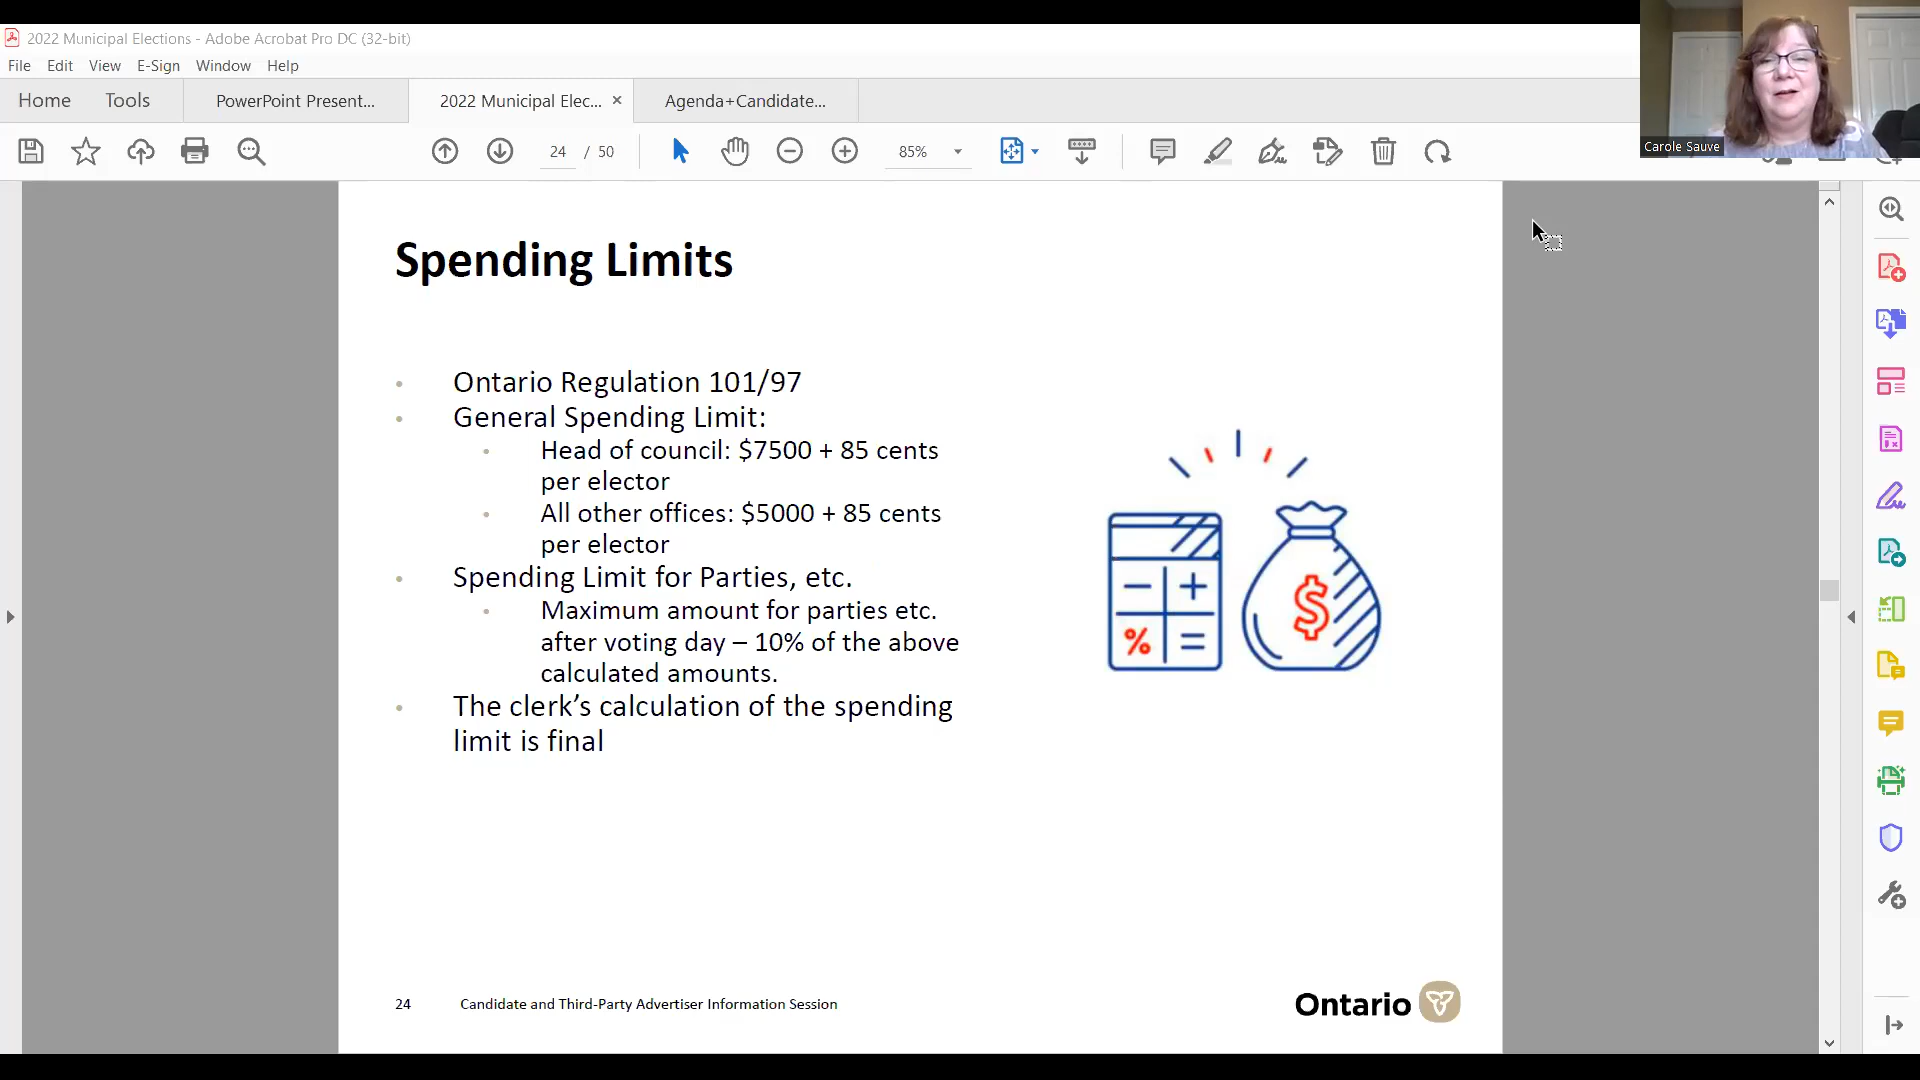 2022 Municipal Elections - Adobe Acrobat Pro DC (32-bit)
File Edit View E-Sign Window Help
Home Tools PowerPoint Present... 2022 Municipal Elec... × Agenda+Candidate...
24 / 50 85%
Carole Sauve
Spending Limits
• Ontario Regulation 101/97
• General Spending Limit:
• Head of council: $7500 + 85 cents
per elector
• All other offices: $5000 + 85 cents
per elector
• Spending Limit for Parties, etc.
• Maximum amount for parties etc.
after voting day – 10% of the above
calculated amounts.
• The clerk’s calculation of the spending
limit is final
− +
% =
$
24 Candidate and Third-Party Advertiser Information Session
Ontario